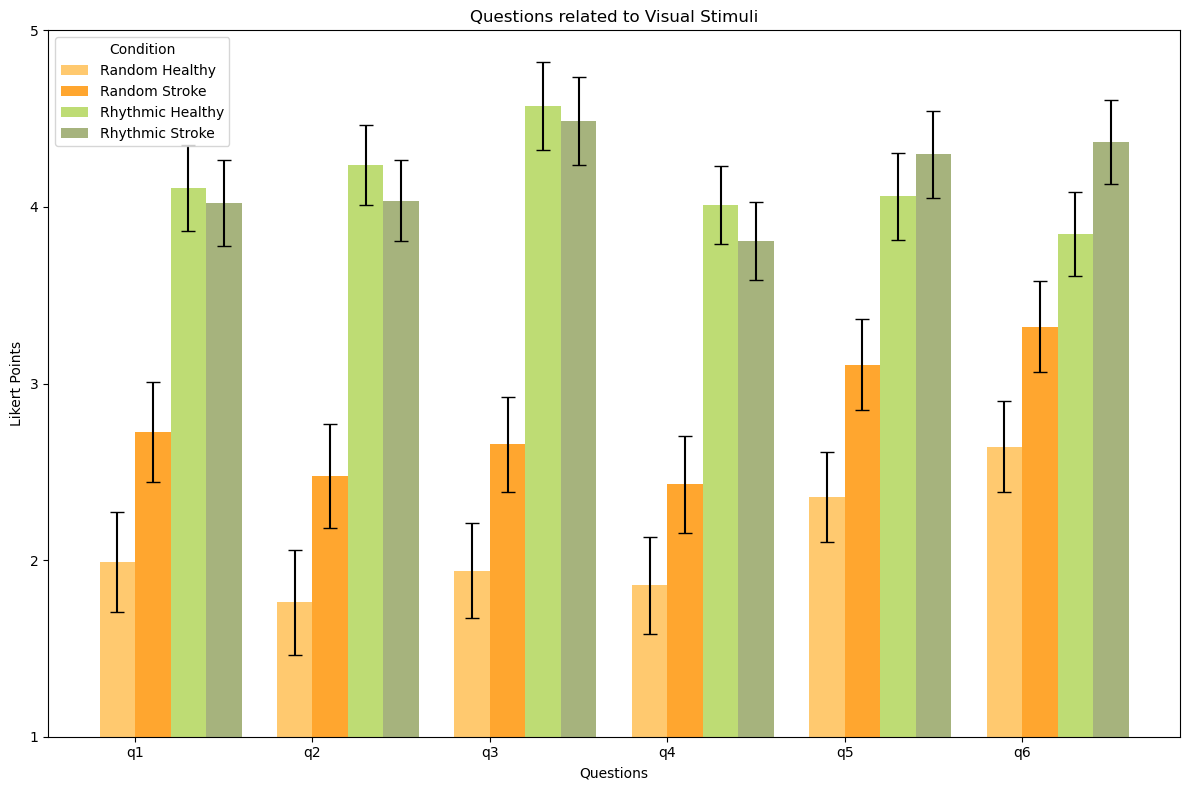 Questions related to Visual Stimuli
5
4
3
2
1
Likert Points
Condition
Random Healthy
Random Stroke
Rhythmic Healthy
Rhythmic Stroke
q1 q2 q3 q4 q5 q6
Questions